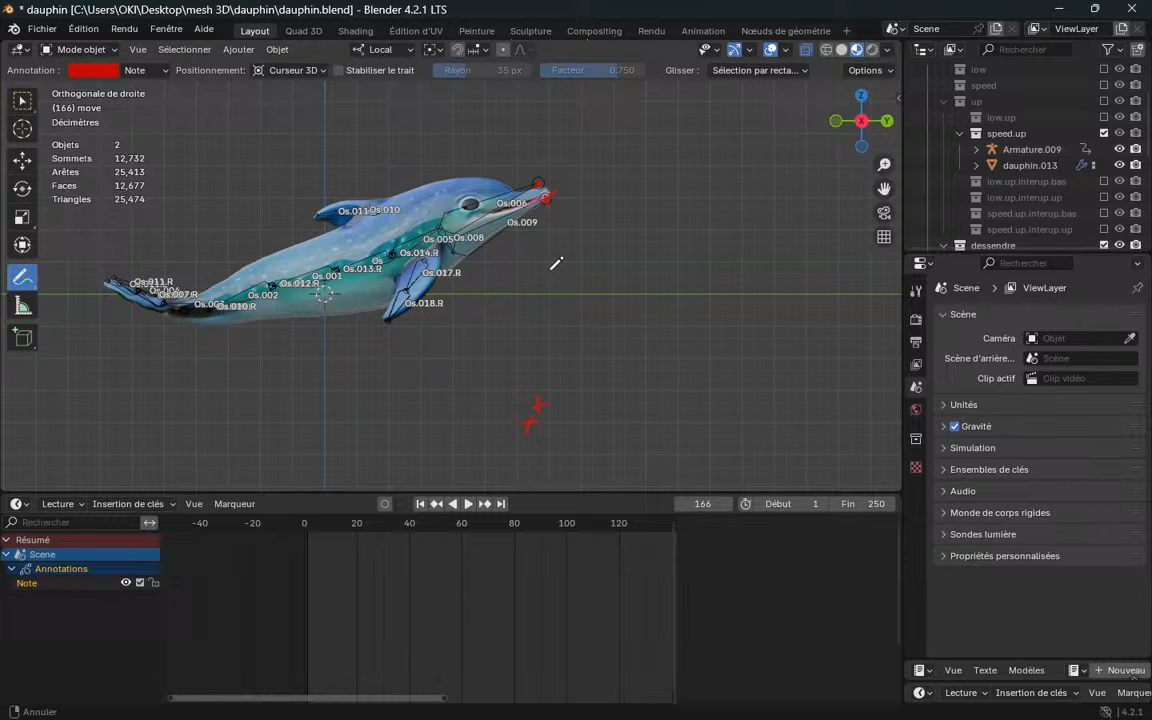 * dauphin [C:\Users\OKI\Desktop\mesh 3D\dauphin\dauphin.blend] - Blender 4.2.1 LTS
Fichier Édition Rendu Fenêtre Aide Layout Quad 3D Shading Édition d'UV Peinture Sculpture Compositing Rendu Animation Nœuds de géométrie + Scene ViewLayer
Mode objet Vue Sélectionner Ajouter Objet Local Rechercher
Annotation : Note Positionnement: Curseur 3D Stabiliser le trait Rayon 35 px Facteur 0.750 Glisser : Sélection par recta... Options
Orthogonale de droite
(166) move
Décimètres
Objets 2
Sommets 12,732
Arêtes 25,413
Faces 12,677
Triangles 25,474
Z
X
Y
low
speed
up
low.up
speed.up
Armature.009
dauphin.013
low.up.interup.bas
low.up.interup.up
speed.up.interup.bas
speed.up.interup.up
dessendre
Os.006
Os.011
Os.010
Os.009
Os.005
Os.008
Os.014.R
Os
Os.013.R
Os.017.R
Os.001
Os.012.R
Os.011.R
Os.007.R
Os.002
Os.010.R
Os.018.R
Rechercher
Scene ViewLayer
Scène
Caméra Objet
Scène d'arrière... Scène
Clip actif Clip vidéo
Unités
Gravité
Simulation
Ensembles de clés
Audio
Monde de corps rigides
Sondes lumière
Propriétés personnalisées
Lecture Insertion de clés Vue Marqueur 166 Début 1 Fin 250
Rechercher -40 -20 0 20 40 60 80 100 120
Résumé
Scene
Annotations
Note
Vue Texte Modèles + Nouveau
Lecture Insertion de clés Vue Marque
Annuler 4.2.1